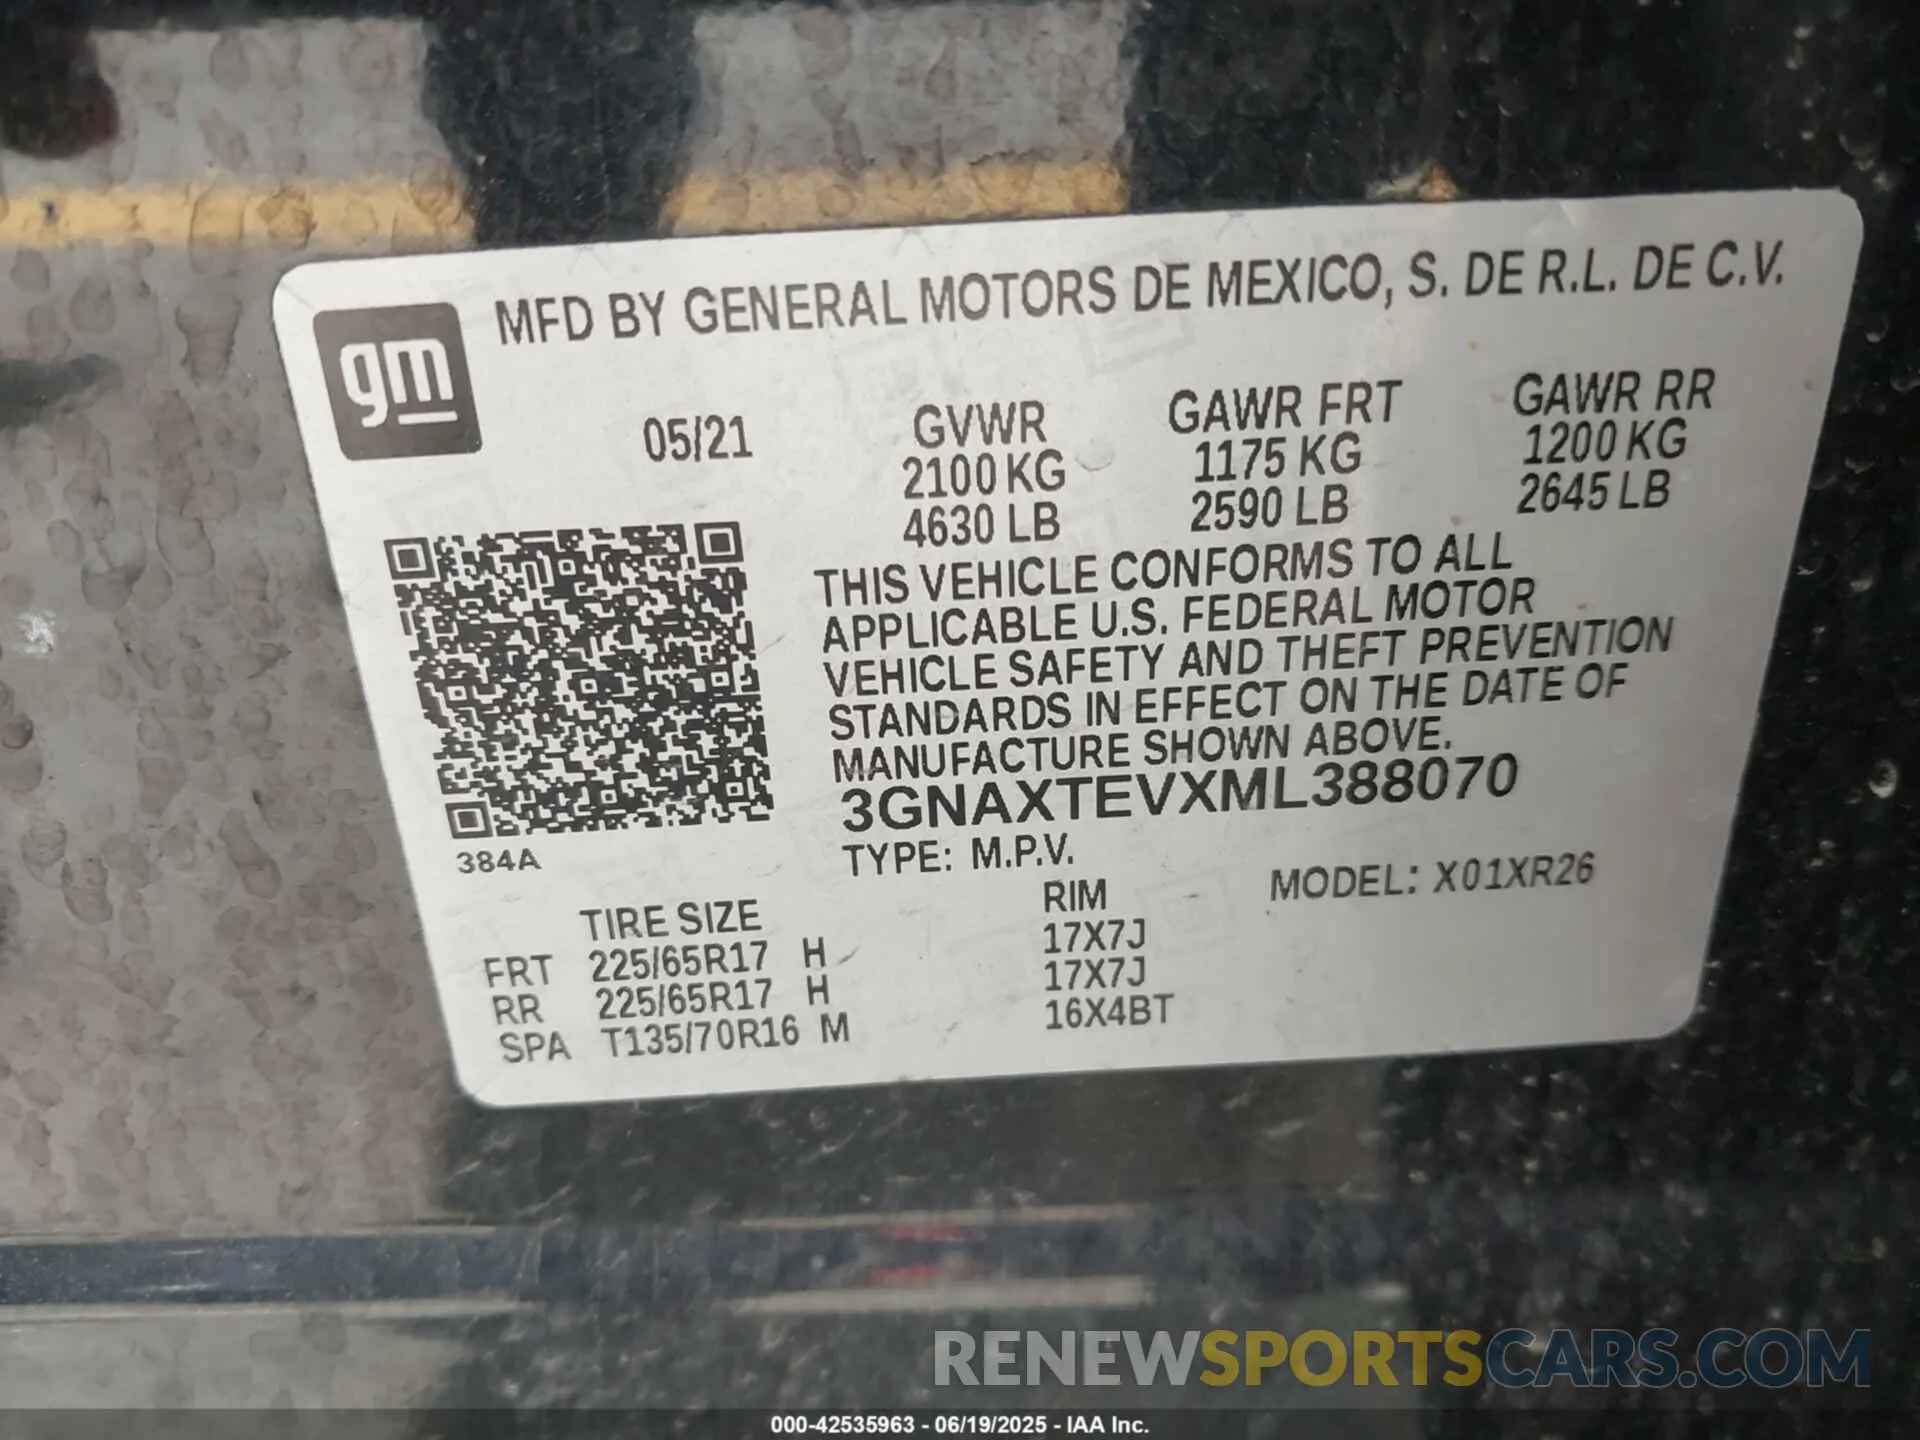 gm
MFD BY GENERAL MOTORS DE MEXICO, S. DE R.L. DE C.V.
05/21
GVWR GAWR FRT GAWR RR
2100 KG 1175 KG 1200 KG
4630 LB 2590 LB 2645 LB
THIS VEHICLE CONFORMS TO ALL
APPLICABLE U.S. FEDERAL MOTOR
VEHICLE SAFETY AND THEFT PREVENTION
STANDARDS IN EFFECT ON THE DATE OF
MANUFACTURE SHOWN ABOVE.
3GNAXTEVXML388070
384A
TYPE: M.P.V.
TIRE SIZE RIM MODEL: X01XR26
FRT 225/65R17 H 17X7J
RR 225/65R17 H 17X7J
SPA T135/70R16 M 16X4BT
RENEWSPORTSCARS.COM
000-42535963 - 06/19/2025 - IAA Inc.